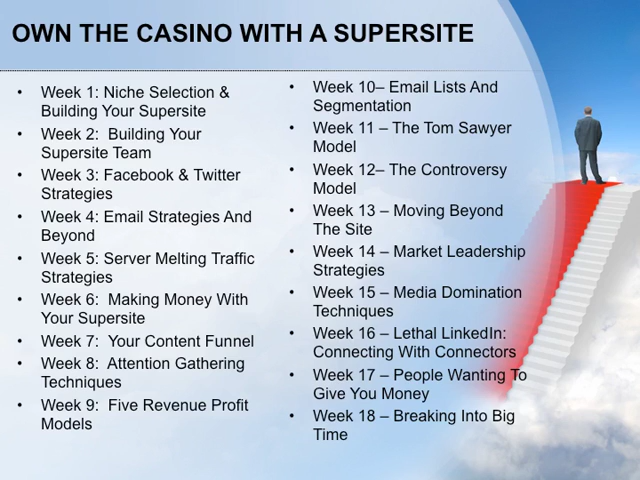 OWN THE CASINO WITH A SUPERSITE
• Week 1: Niche Selection &
Building Your Supersite
• Week 2:  Building Your
Supersite Team
• Week 3: Facebook & Twitter
Strategies
• Week 4: Email Strategies And
Beyond
• Week 5: Server Melting Traffic
Strategies
• Week 6:  Making Money With
Your Supersite
• Week 7:  Your Content Funnel
• Week 8:  Attention Gathering
Techniques
• Week 9:  Five Revenue Profit
Models
• Week 10– Email Lists And
Segmentation
• Week 11 – The Tom Sawyer
Model
• Week 12– The Controversy
Model
• Week 13 – Moving Beyond
The Site
• Week 14 – Market Leadership
Strategies
• Week 15 – Media Domination
Techniques
• Week 16 – Lethal LinkedIn:
Connecting With Connectors
• Week 17 – People Wanting To
Give You Money
• Week 18 – Breaking Into Big
Time